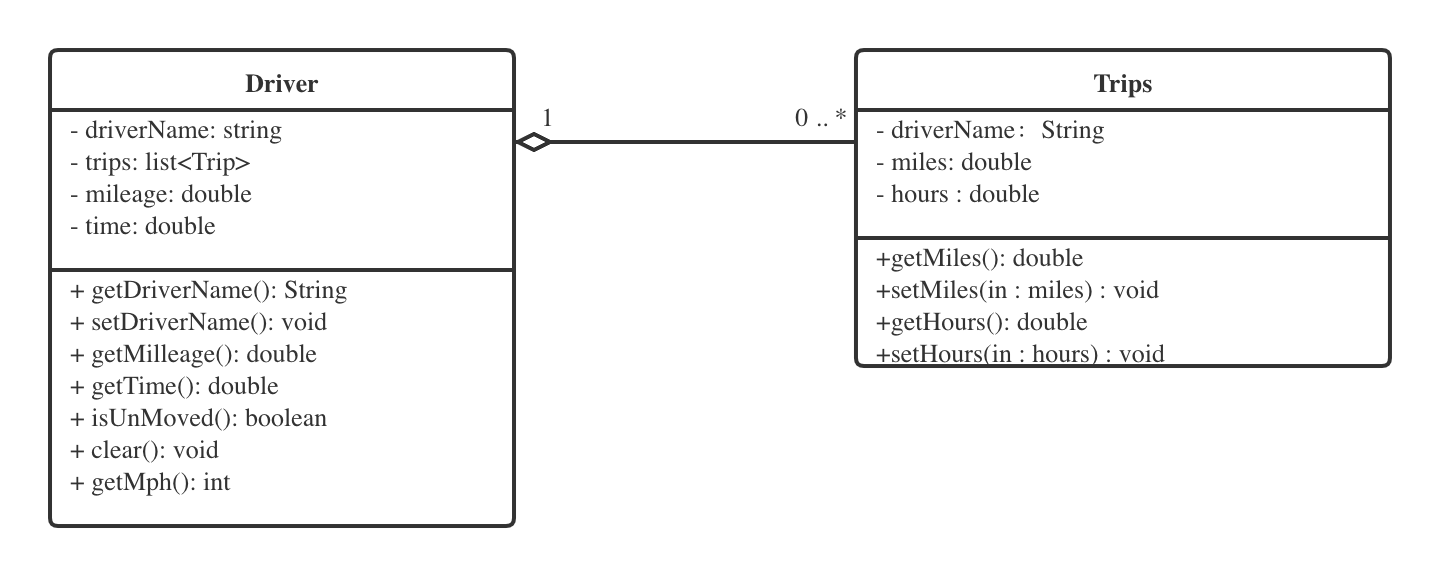 Driver
- driverName: string
- trips: list<Trip>
- mileage: double
- time: double
+ getDriverName(): String
+ setDriverName(): void
+ getMilleage(): double
+ getTime(): double
+ isUnMoved(): boolean
+ clear(): void
+ getMph(): int
1
0 .. *
Trips
- driverName： String
- miles: double
- hours : double
+getMiles(): double
+setMiles(in : miles) : void
+getHours(): double
+setHours(in : hours) : void